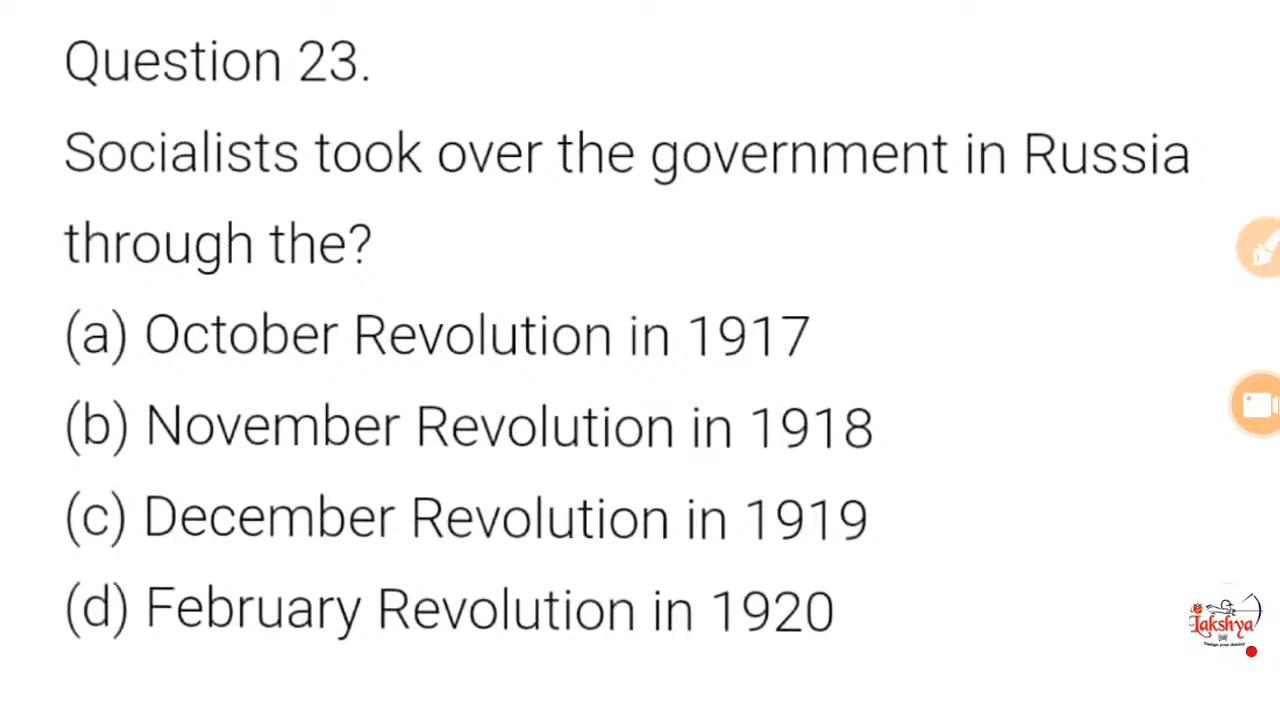 Question 23.
Socialists took over the government in Russia
through the?
(a) October Revolution in 1917
(b) November Revolution in 1918
(c) December Revolution in 1919
(d) February Revolution in 1920
Lakshya